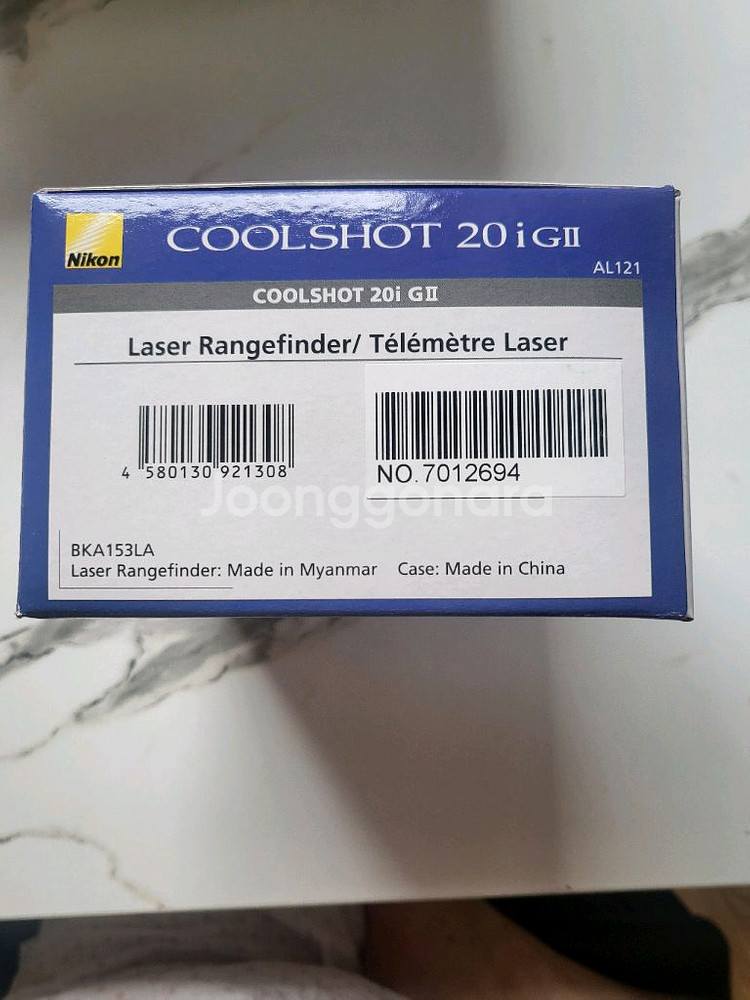 Nikon
COOLSHOT 20i GII
AL121
COOLSHOT 20i GII
Laser Rangefinder/ Télémètre Laser
4 580130 921308
NO. 7012694
Joonggonara
BKA153LA
Laser Rangefinder: Made in Myanmar Case: Made in China